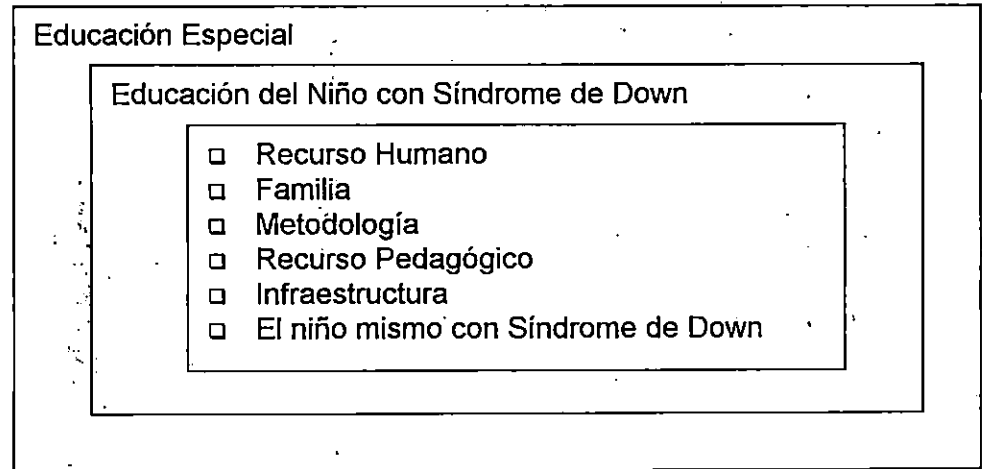 Educación Especial
Educación del Niño con Síndrome de Down
□ Recurso Humano
□ Familia
□ Metodología
□ Recurso Pedagógico
□ Infraestructura
□ El niño mismo con Síndrome de Down